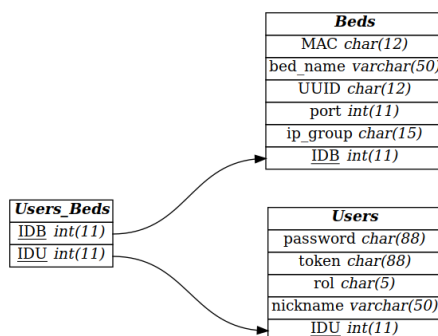 Beds
MAC char(12)
bed_name varchar(50)
UUID char(12)
port int(11)
ip_group char(15)
IDB int(11)
Users_Beds
IDB int(11)
IDU int(11)
Users
password char(88)
token char(88)
rol char(5)
nickname varchar(50)
IDU int(11)